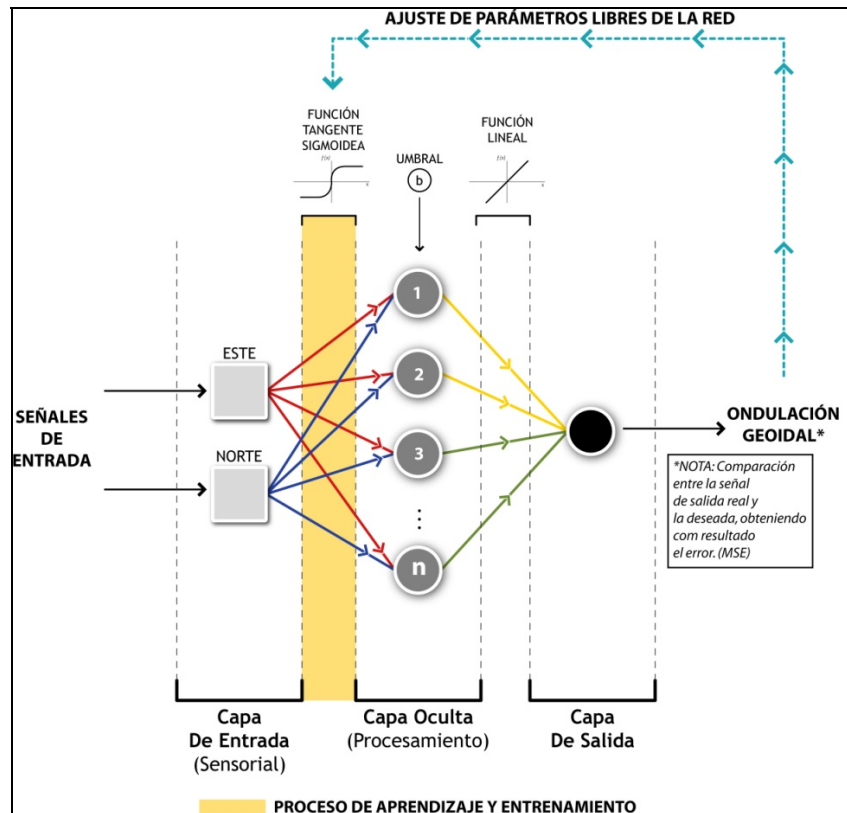 AJUSTE DE PARÁMETROS LIBRES DE LA RED
FUNCIÓN
TANGENTE
SIGMOIDEA
f(n)
x
UMBRAL
b
FUNCIÓN
LINEAL
f(n)
x
SEÑALES
DE
ENTRADA
ESTE
NORTE
1
2
3
...
n
ONDULACIÓN
GEOIDAL*
*NOTA: Comparación
entre la señal
de salida real y
la deseada, obteniendo
com resultado
el error. (MSE)
Capa
De Entrada
(Sensorial)
Capa Oculta
(Procesamiento)
Capa
De Salida
PROCESO DE APRENDIZAJE Y ENTRENAMIENTO